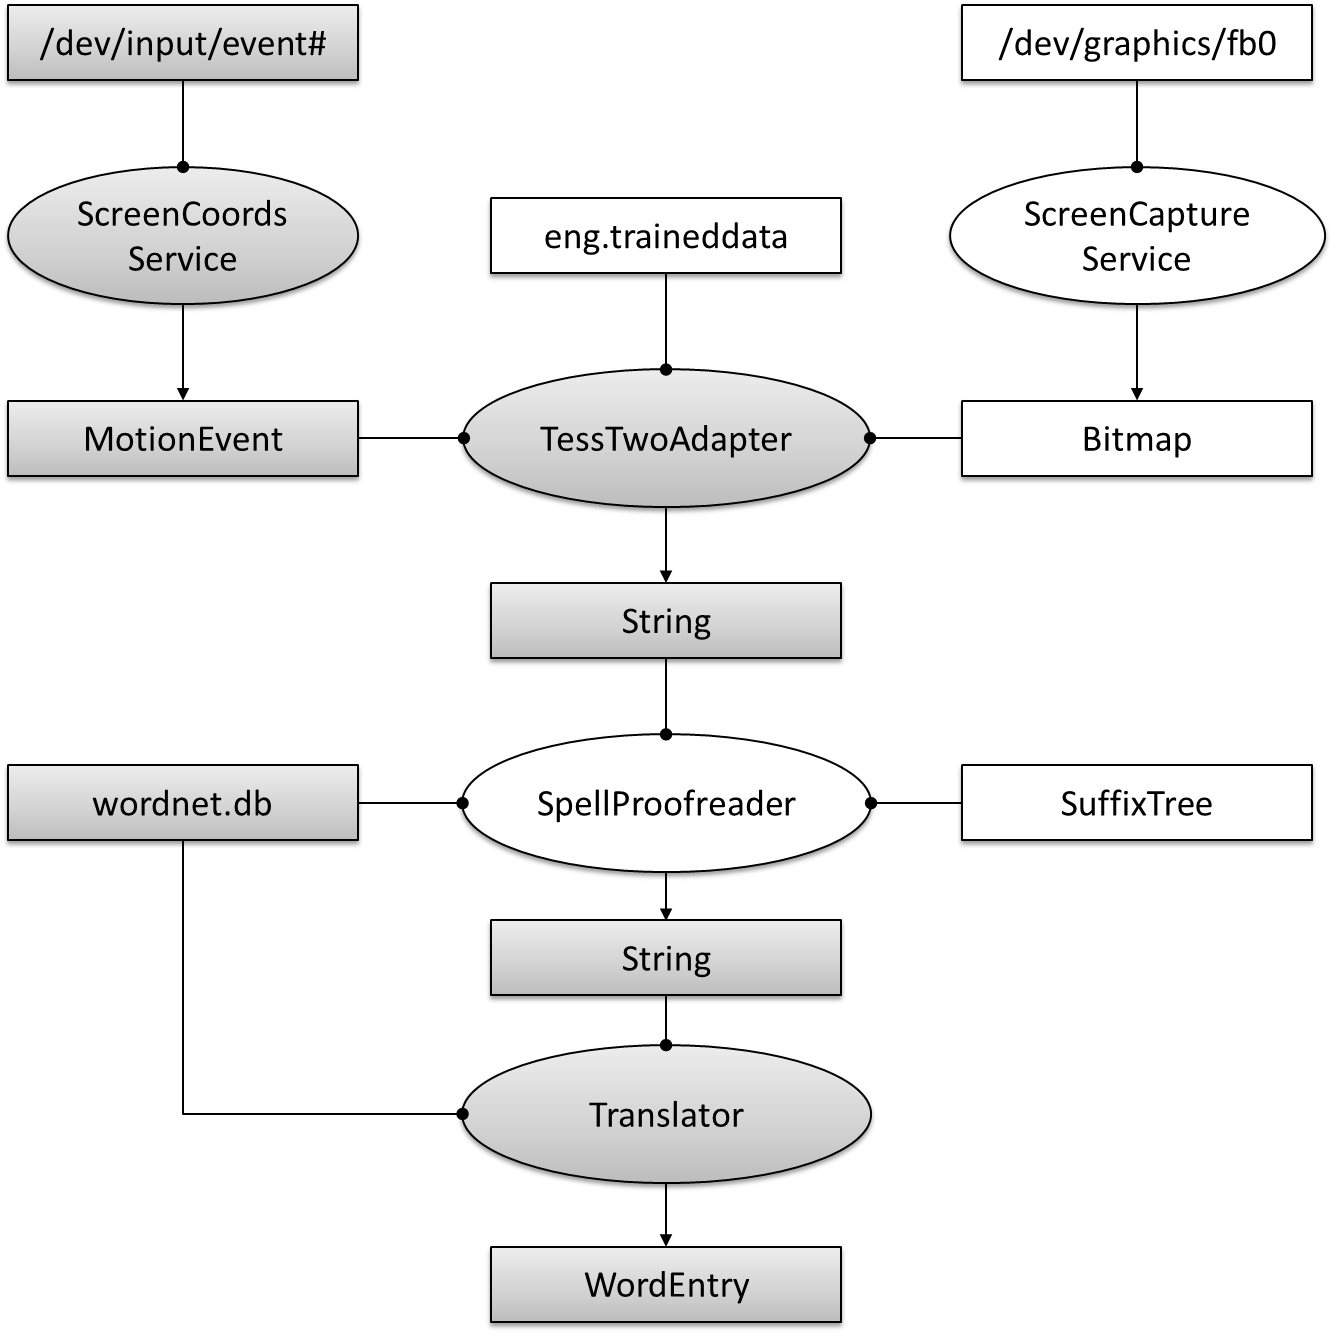 /dev/input/event#
/dev/graphics/fb0
ScreenCoords
Service
eng.traineddata
ScreenCapture
Service
MotionEvent
TessTwoAdapter
Bitmap
String
wordnet.db
SpellProofreader
SuffixTree
String
Translator
WordEntry